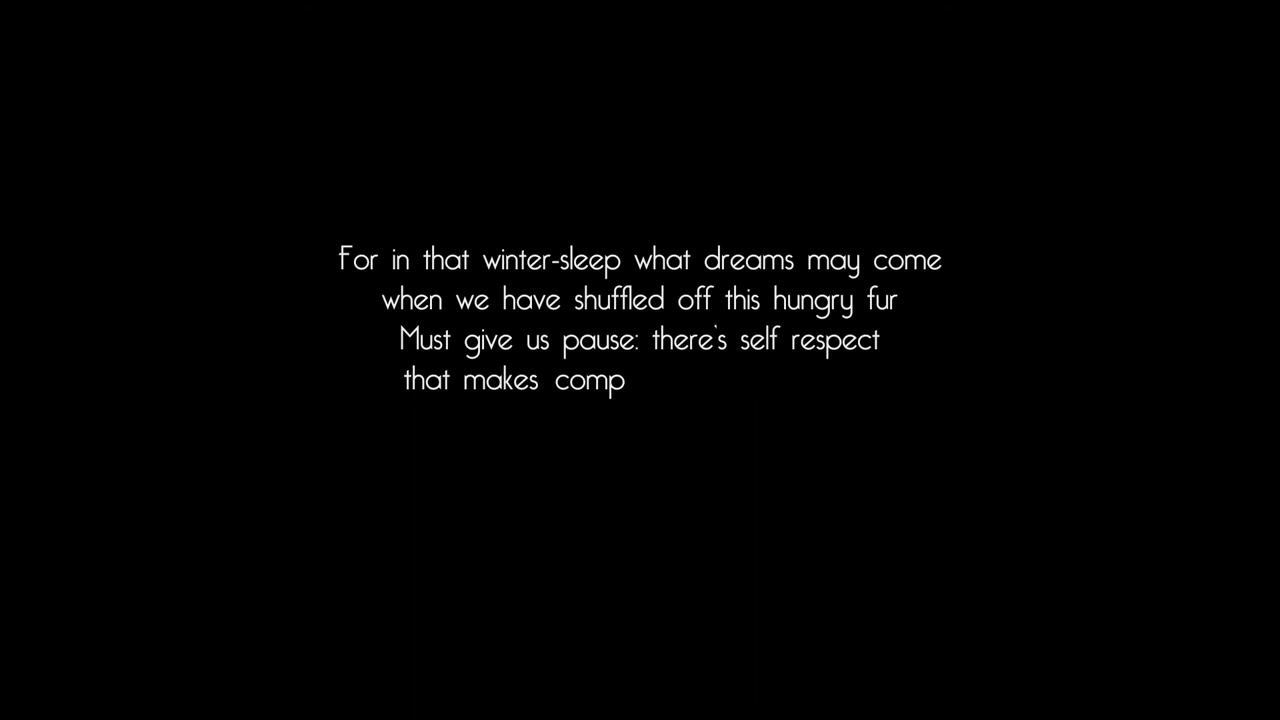 For in that winter-sleep what dreams may come
when we have shuffled off this hungry fur
Must give us pause: there's self respect
that makes comp